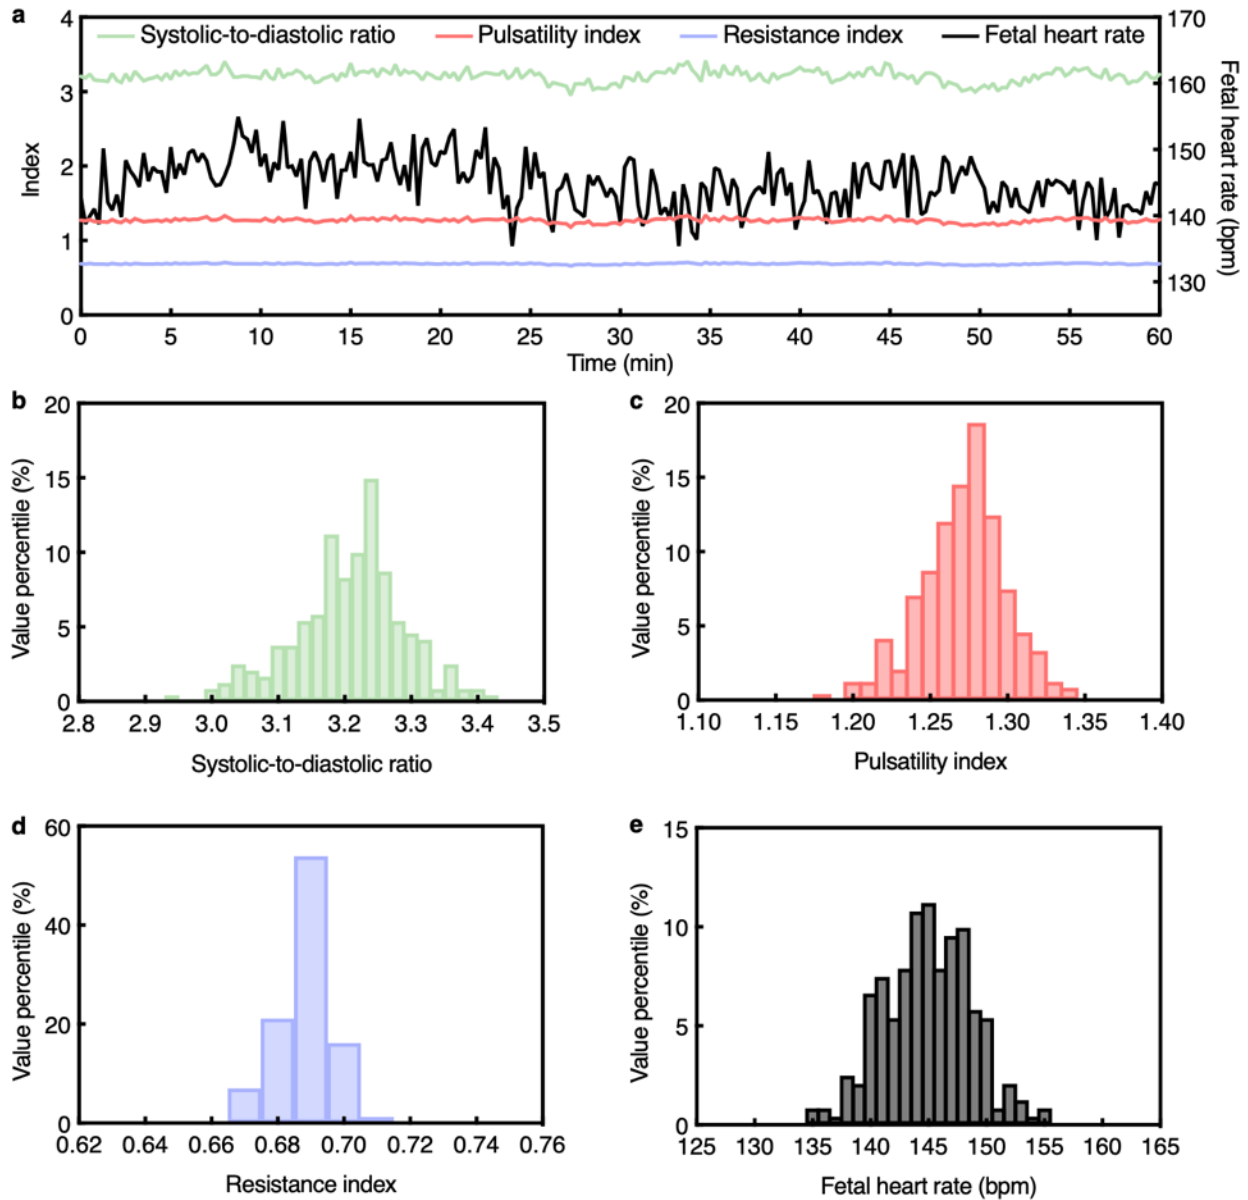 a
4 170
Systolic-to-diastolic ratio Pulsatility index Resistance index Fetal heart rate
3 160
2 150
1 140
0 130
Index
Fetal heart rate (bpm)
0 5 10 15 20 25 30 35 40 45 50 55 60
Time (min)
b
20
15
10
5
0
Value percentile (%)
2.8 2.9 3.0 3.1 3.2 3.3 3.4 3.5
Systolic-to-diastolic ratio
c
20
15
10
5
0
Value percentile (%)
1.10 1.15 1.20 1.25 1.30 1.35 1.40
Pulsatility index
d
60
40
20
0
Value percentile (%)
0.62 0.64 0.66 0.68 0.70 0.72 0.74 0.76
Resistance index
e
15
10
5
0
Value percentile (%)
125 130 135 140 145 150 155 160 165
Fetal heart rate (bpm)